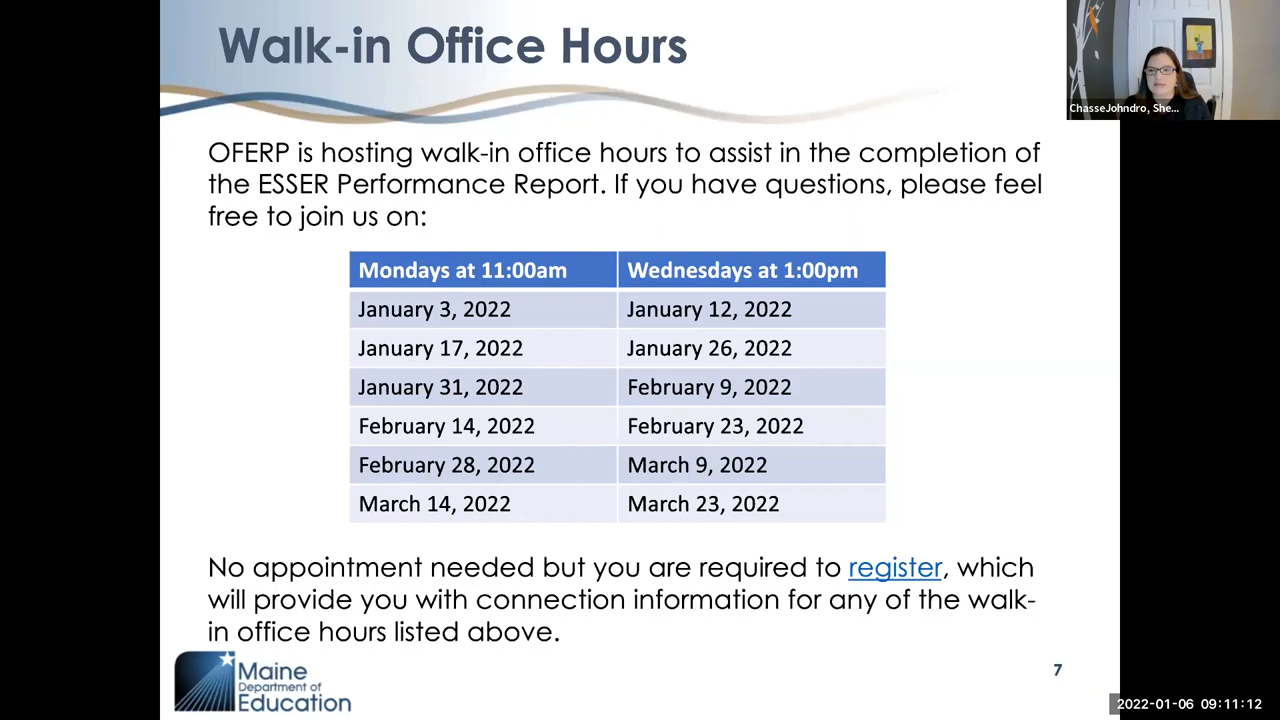 Walk-in Office Hours
ChasseJohndro, She...
OFERP is hosting walk-in office hours to assist in the completion of
the ESSER Performance Report. If you have questions, please feel
free to join us on:
Mondays at 11:00am Wednesdays at 1:00pm
January 3, 2022 January 12, 2022
January 17, 2022 January 26, 2022
January 31, 2022 February 9, 2022
February 14, 2022 February 23, 2022
February 28, 2022 March 9, 2022
March 14, 2022 March 23, 2022
No appointment needed but you are required to register, which
will provide you with connection information for any of the walk-
in office hours listed above.
Maine
Department of
Education
7
2022-01-06 09:11:12